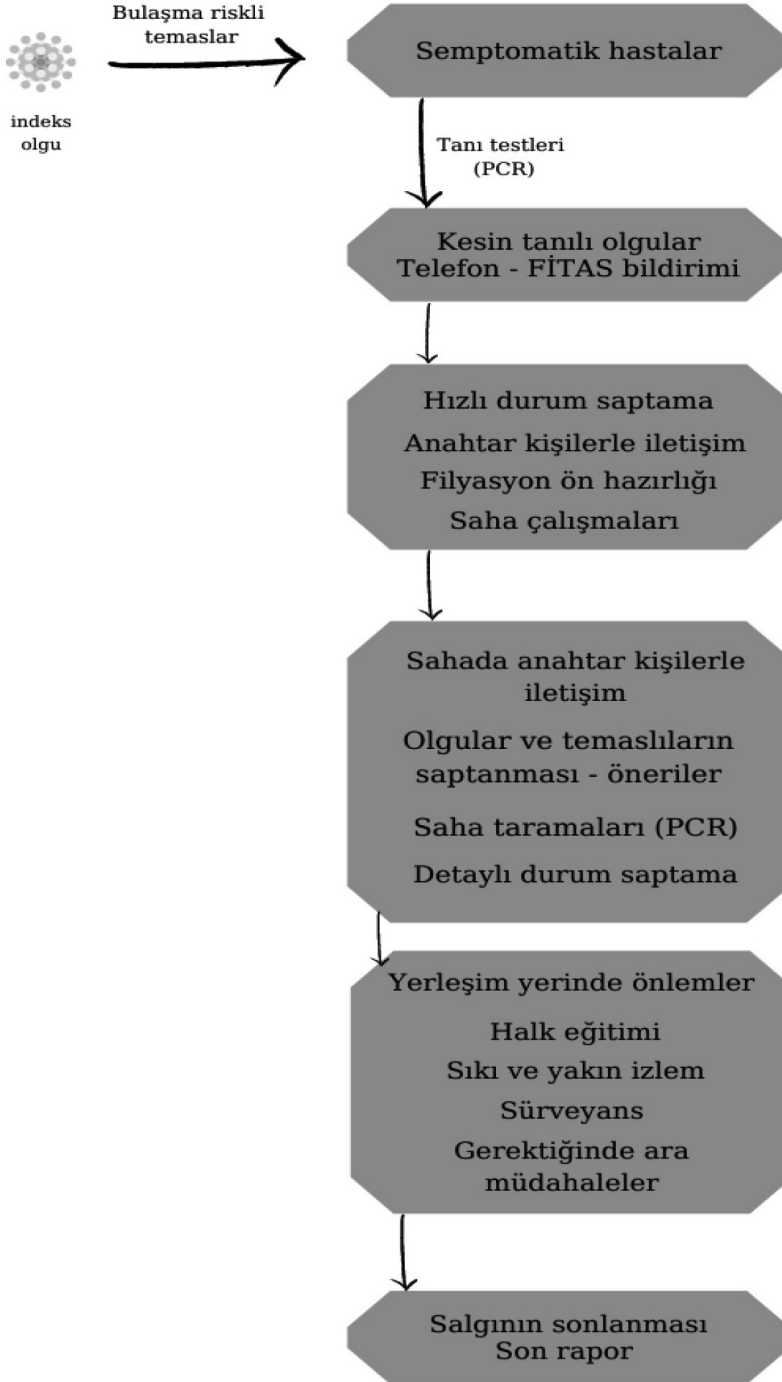 Bulaşma riskli
temaslar
indeks
olgu
Semptomatik hastalar
Tanı testleri
(PCR)
Kesin tanılı olgular
Telefon - FİTAS bildirimi
Hızlı durum saptama
Anahtar kişilerle iletişim
Filyasyon ön hazırlığı
Saha çalışmaları
Sahada anahtar kişilerle
iletişim
Olgular ve temaslıların
saptanması - öneriler
Saha taramaları (PCR)
Detaylı durum saptama
Yerleşim yerinde önlemler
Halk eğitimi
Sıkı ve yakın izlem
Sürveyans
Gerektiğinde ara
müdahaleler
Salgının sonlanması
Son rapor